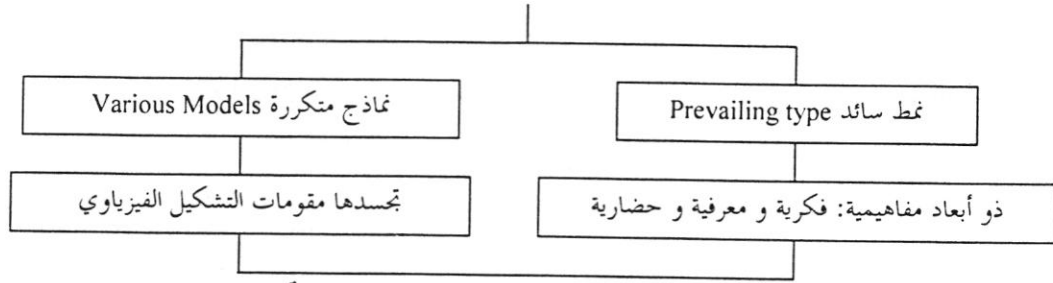 نمط سائد Prevailing type
نماذج متكررة Various Models
ذو أبعاد مفاهيمية: فكرية و معرفية و حضارية
تجسدها مقومات التشكيل الفيزياوي